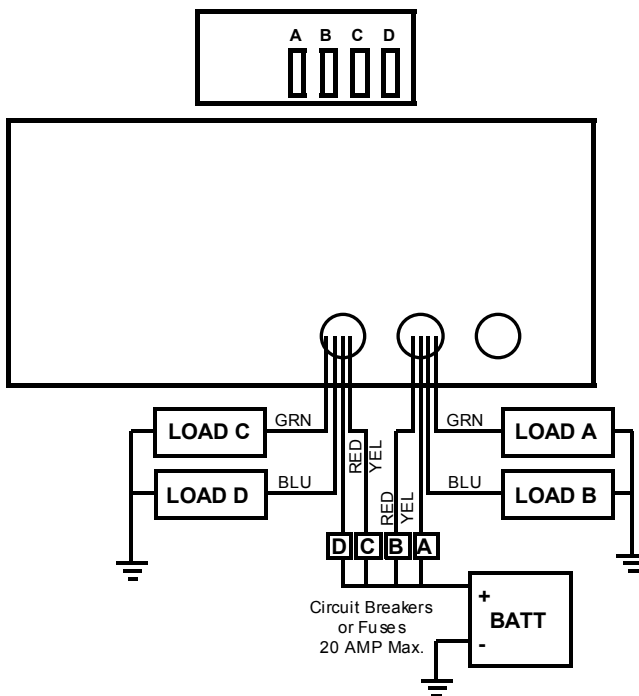 A B C D
GRN
GRN
LOAD C
LOAD A
RED
YEL
BLU
BLU
LOAD D
LOAD B
RED
YEL
D C B A
Circuit Breakers
or Fuses
20 AMP Max.
+
BATT
-